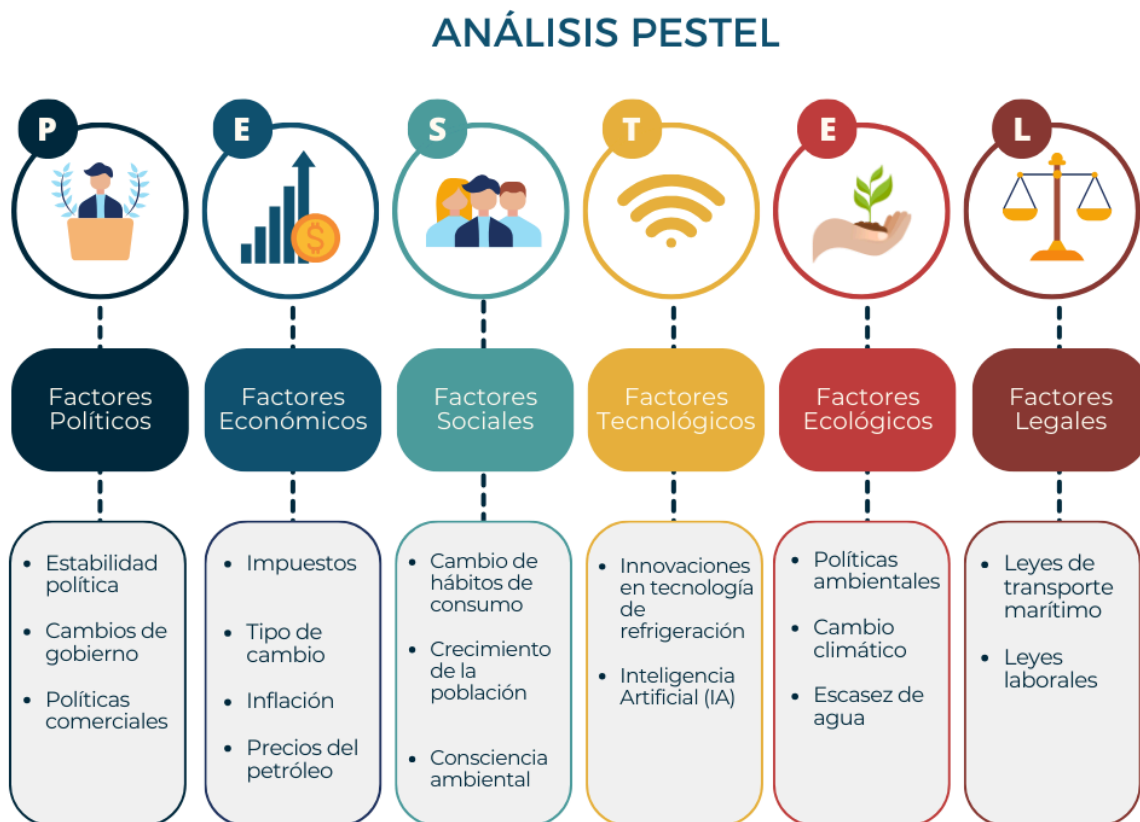 ANÁLISIS PESTEL
P
E
S
T
E
L
$
Factores
Políticos
Factores
Económicos
Factores
Sociales
Factores
Tecnológicos
Factores
Ecológicos
Factores
Legales
• Estabilidad
política
• Cambios de
gobierno
• Políticas
comerciales
• Impuestos
• Tipo de
cambio
• Inflación
• Precios del
petróleo
• Cambio de
hábitos de
consumo
• Crecimiento
de la
población
• Consciencia
ambiental
• Innovaciones
en tecnología
de
refrigeración
• Inteligencia
Artificial (IA)
• Políticas
ambientales
• Cambio
climático
• Escasez de
agua
• Leyes de
transporte
marítimo
• Leyes
laborales